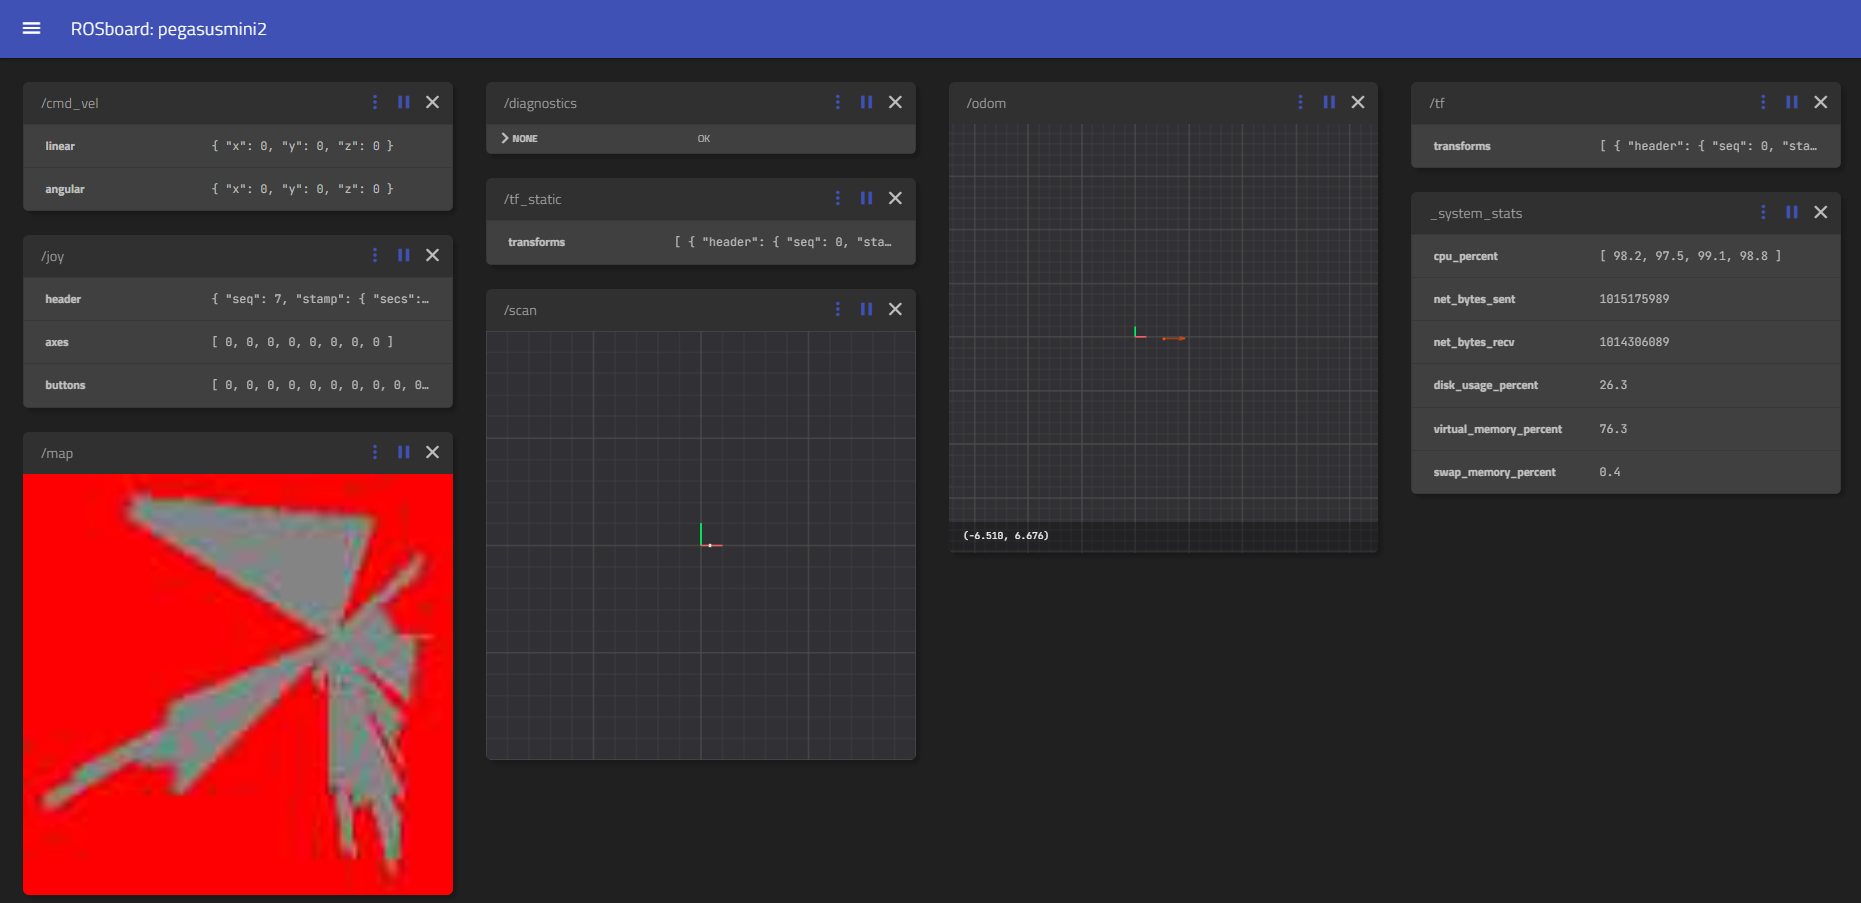 ROSboard: pegasusmini2
/cmd_vel
linear { "x": 0, "y": 0, "z": 0 }
angular { "x": 0, "y": 0, "z": 0 }
/joy
header { "seq": 7, "stamp": { "secs":…
axes [ 0, 0, 0, 0, 0, 0, 0, 0 ]
buttons [ 0, 0, 0, 0, 0, 0, 0, 0, 0, 0…
/map
/diagnostics
NONE OK
/tf_static
transforms [ { "header": { "seq": 0, "sta…
/scan
/odom
(-6.510, 6.676)
/tf
transforms [ { "header": { "seq": 0, "sta…
_system_stats
cpu_percent [ 98.2, 97.5, 99.1, 98.8 ]
net_bytes_sent 1015175989
net_bytes_recv 1014306089
disk_usage_percent 26.3
virtual_memory_percent 76.3
swap_memory_percent 0.4